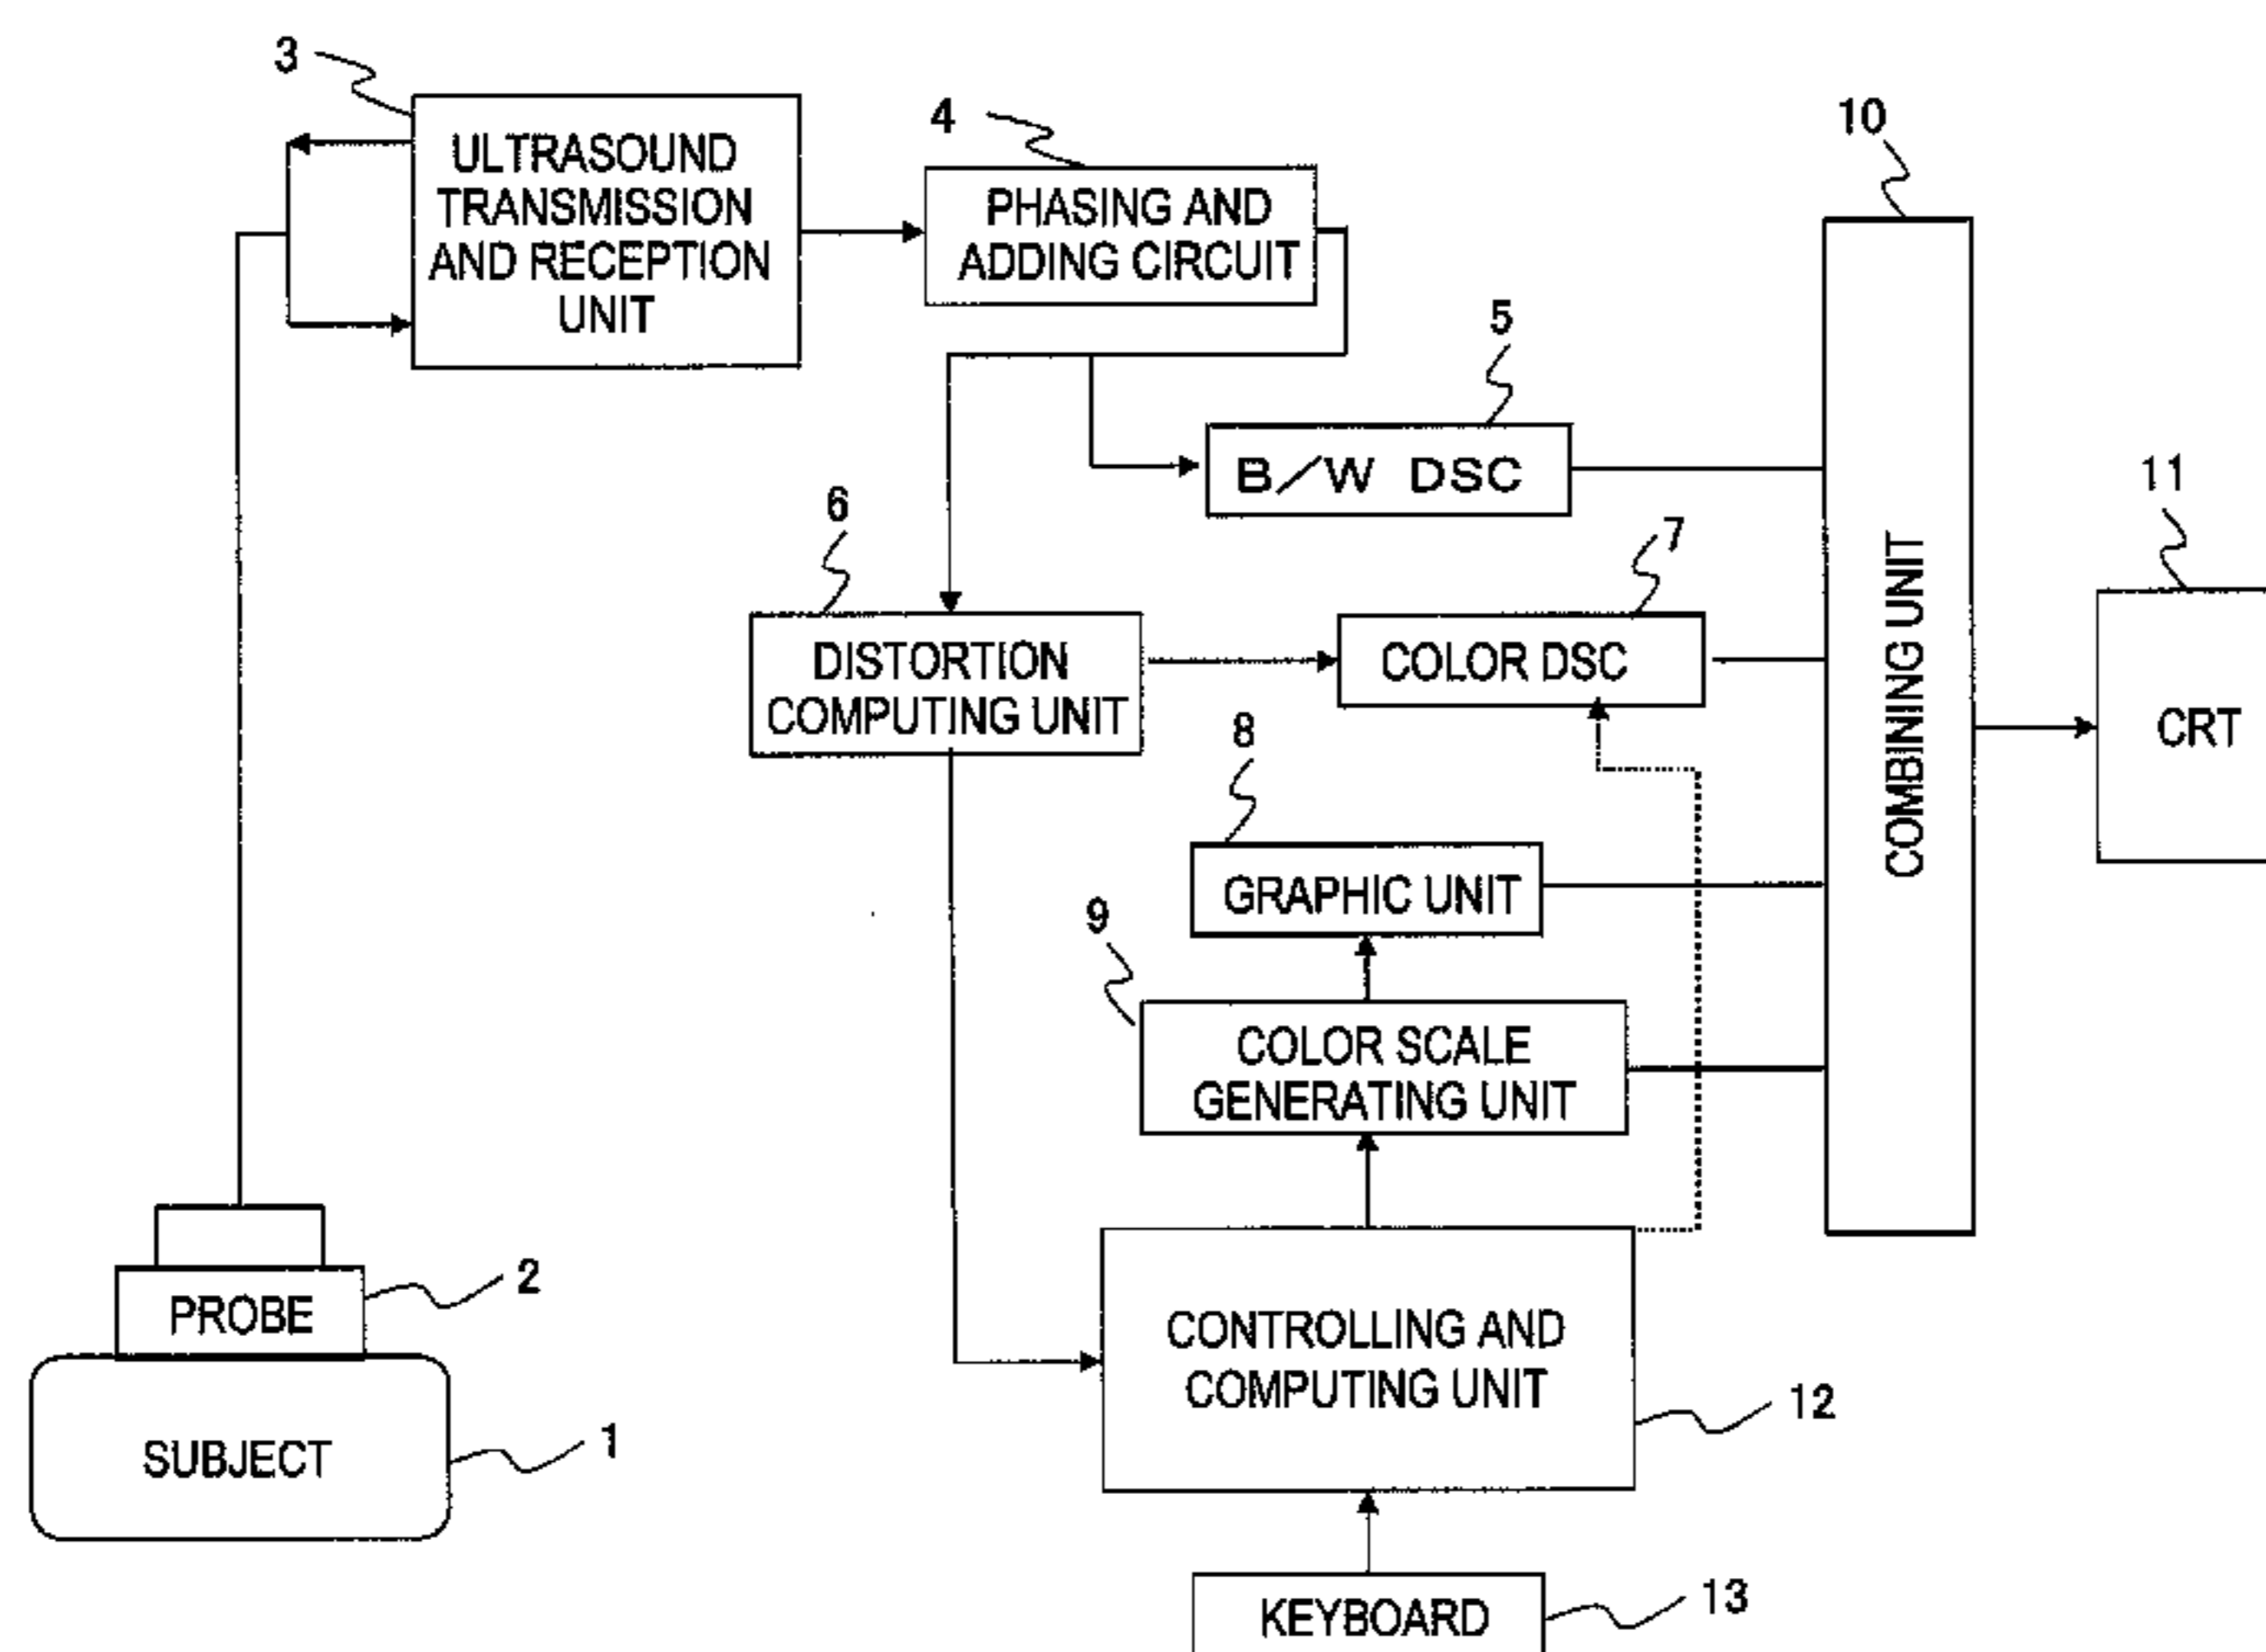 3
ULTRASOUND
TRANSMISSION
AND RECEPTION
UNIT
4
PHASING AND
ADDING CIRCUIT
10
5
B/W DSC
11
6
DISTORTION
COMPUTING UNIT
7
COLOR DSC
COMBINING UNIT
CRT
8
GRAPHIC UNIT
9
COLOR SCALE
GENERATING UNIT
2
PROBE
CONTROLLING AND
COMPUTING UNIT
12
1
SUBJECT
KEYBOARD
13